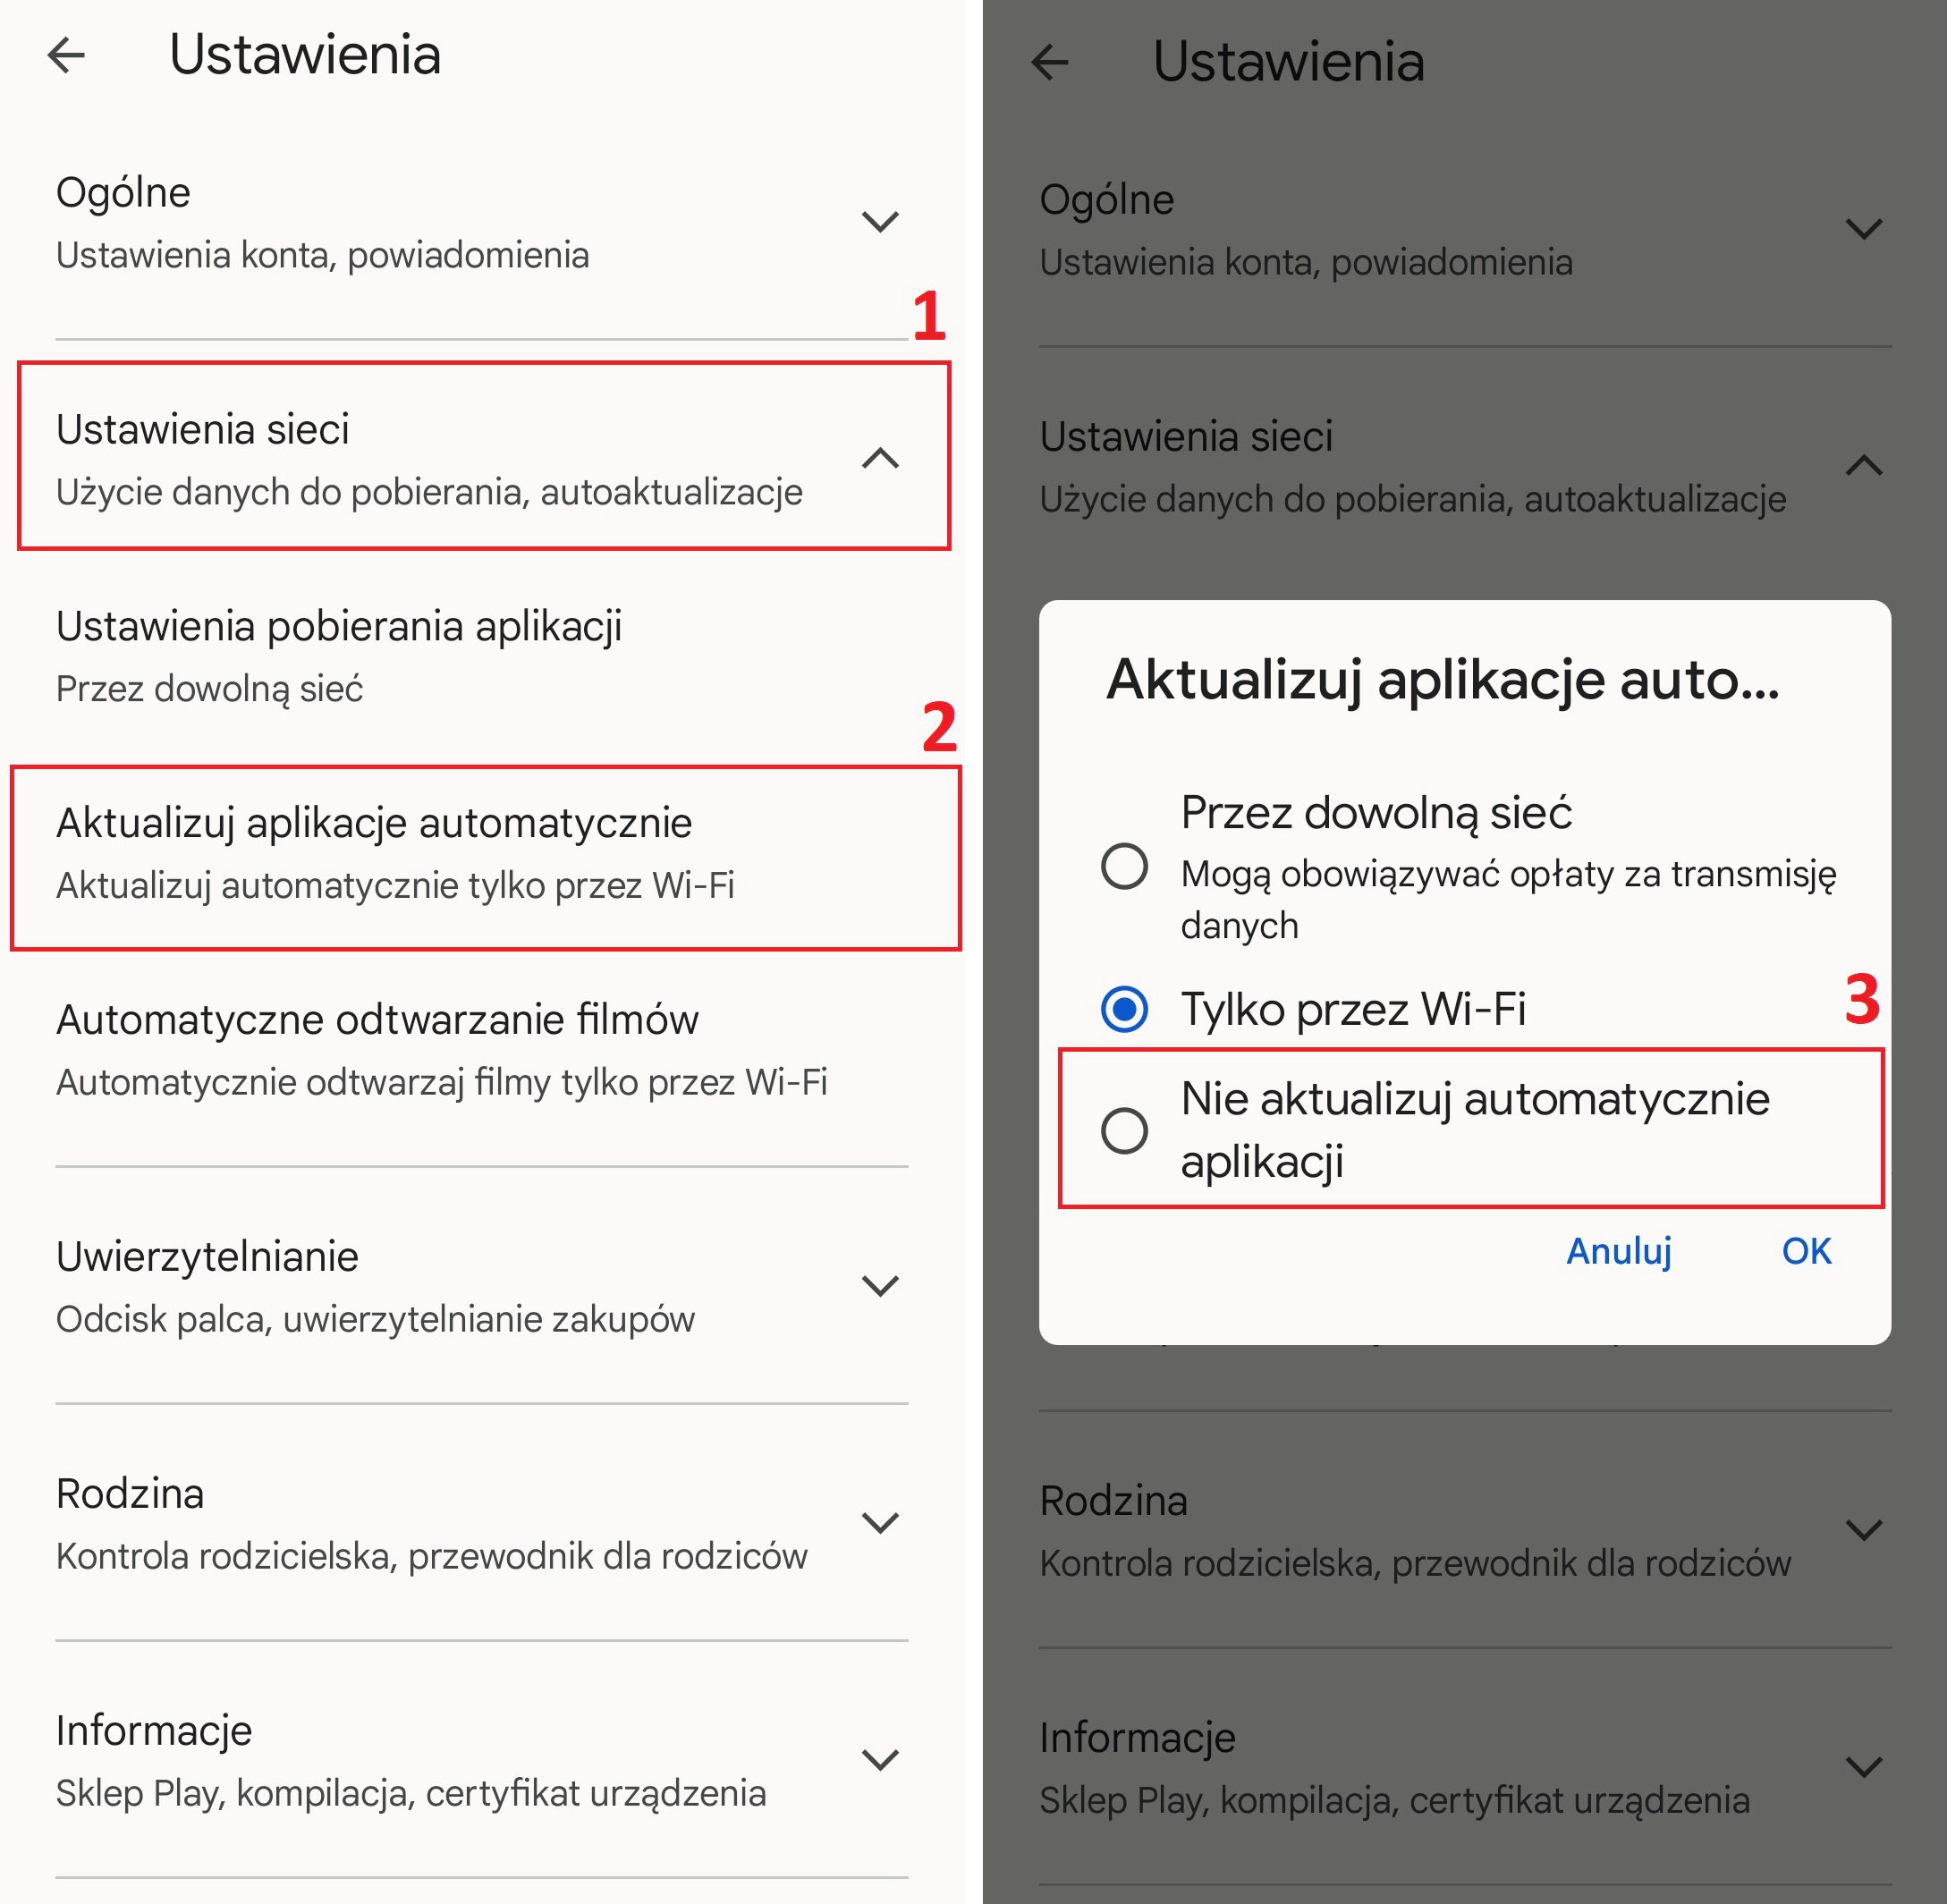 Ustawienia
Ogólne
Ustawienia konta, powiadomienia
1
Ustawienia sieci
Użycie danych do pobierania, autoaktualizacje
Ustawienia pobierania aplikacji
Przez dowolną sieć
2
Aktualizuj aplikacje automatycznie
Aktualizuj automatycznie tylko przez Wi-Fi
Automatyczne odtwarzanie filmów
Automatycznie odtwarzaj filmy tylko przez Wi-Fi
Uwierzytelnianie
Odcisk palca, uwierzytelnianie zakupów
Rodzina
Kontrola rodzicielska, przewodnik dla rodziców
Informacje
Sklep Play, kompilacja, certyfikat urządzenia
Ustawienia
Ogólne
Ustawienia konta, powiadomienia
Ustawienia sieci
Użycie danych do pobierania, autoaktualizacje
Aktualizuj aplikacje auto...
Przez dowolną sieć
Mogą obowiązywać opłaty za transmisję
danych
Tylko przez Wi-Fi
3
Nie aktualizuj automatycznie
aplikacji
Anuluj
OK
Rodzina
Kontrola rodzicielska, przewodnik dla rodziców
Informacje
Sklep Play, kompilacja, certyfikat urządzenia